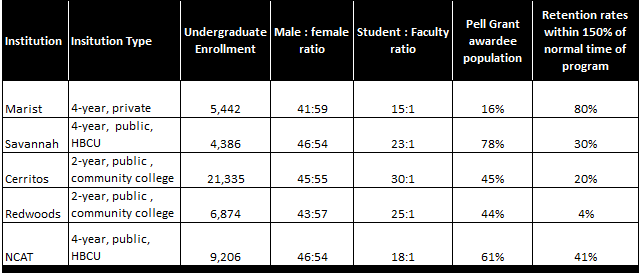 Institution Insitution Type Undergraduate Enrollment Male : female ratio Student : Faculty ratio Pell Grant awardee population Retention rates within 150% of normal time of program
Marist 4-year, private 5,442 41:59 15:1 16% 80%
Savannah 4-year, public, HBCU 4,386 46:54 23:1 78% 30%
Cerritos 2-year, public , community college 21,335 45:55 30:1 45% 20%
Redwoods 2-year, public , community college 6,874 43:57 25:1 44% 4%
NCAT 4-year, public, HBCU 9,206 46:54 18:1 61% 41%